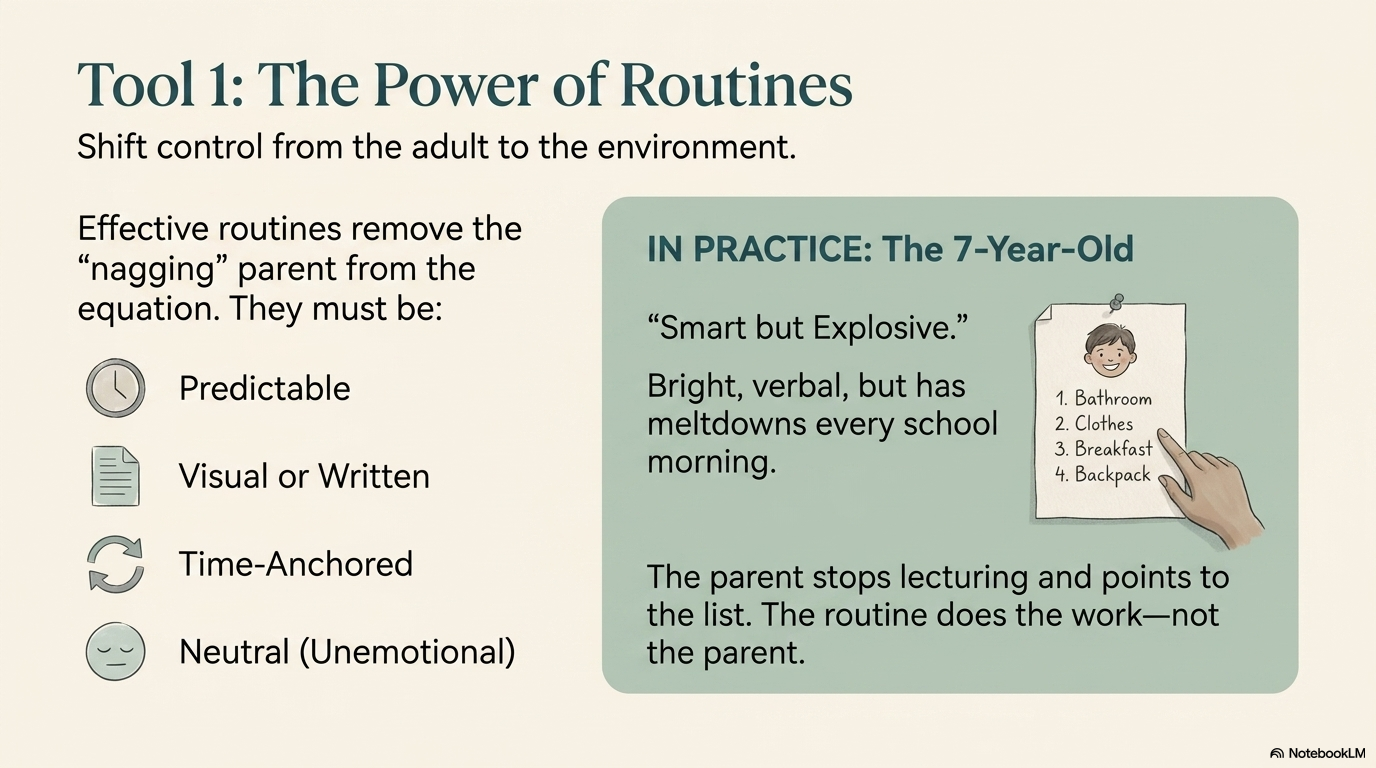 Tool 1: The Power of Routines
Shift control from the adult to the environment.
Effective routines remove the
“nagging” parent from the
equation. They must be:
Predictable
Visual or Written
Time-Anchored
Neutral (Unemotional)
IN PRACTICE: The 7-Year-Old
“Smart but Explosive.”
Bright, verbal, but has
meltdowns every school
morning.
1. Bathroom
2. Clothes
3. Breakfast
4. Backpack
The parent stops lecturing and points to
the list. The routine does the work—not
the parent.
NotebookLM